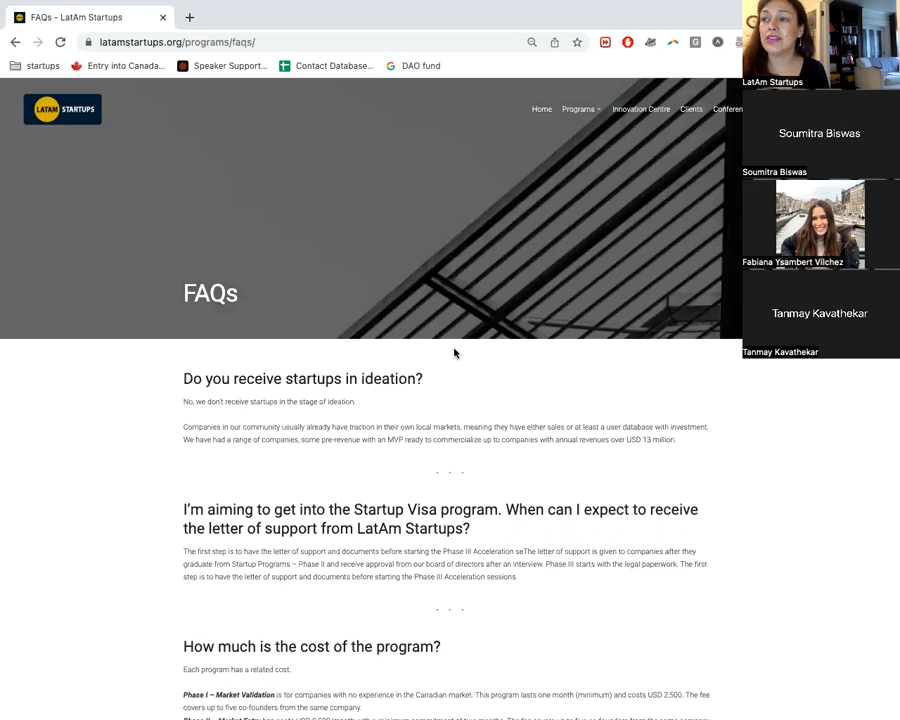 FAQs - LatAm Startups
latamstartups.org/programs/faqs/
startups
Entry into Canada...
Speaker Support...
Contact Database...
DAO fund
LATAM STARTUPS
Home
Programs
Innovation Centre
Clients
Conferen
FAQs
Do you receive startups in ideation?
No, we don't receive startups in the stage of ideation.
Companies in our community usually already have traction in their own local markets, meaning they have either sales or at least a user database with investment.
We have had a range of companies, some pre-revenue with an MVP ready to commercialize up to companies with annual revenues over USD 13 million.
. . .
I'm aiming to get into the Startup Visa program. When can I expect to receive
the letter of support from LatAm Startups?
The first step is to have the letter of support and documents before starting the Phase III Acceleration seThe letter of support is given to companies after they
graduate from Startup Programs – Phase II and receive approval from our board of directors after an interview. Phase III starts with the legal paperwork. The first
step is to have the letter of support and documents before starting the Phase III Acceleration sessions.
. . .
How much is the cost of the program?
Each program has a related cost.
Phase I – Market Validation is for companies with no experience in the Canadian market. This program lasts one month (minimum) and costs USD 2,500. The fee
covers up to five co-founders from the same company.
LatAm Startups
Soumitra Biswas
Soumitra Biswas
Fabiana Ysambert Vilchez
Tanmay Kavathekar
Tanmay Kavathekar